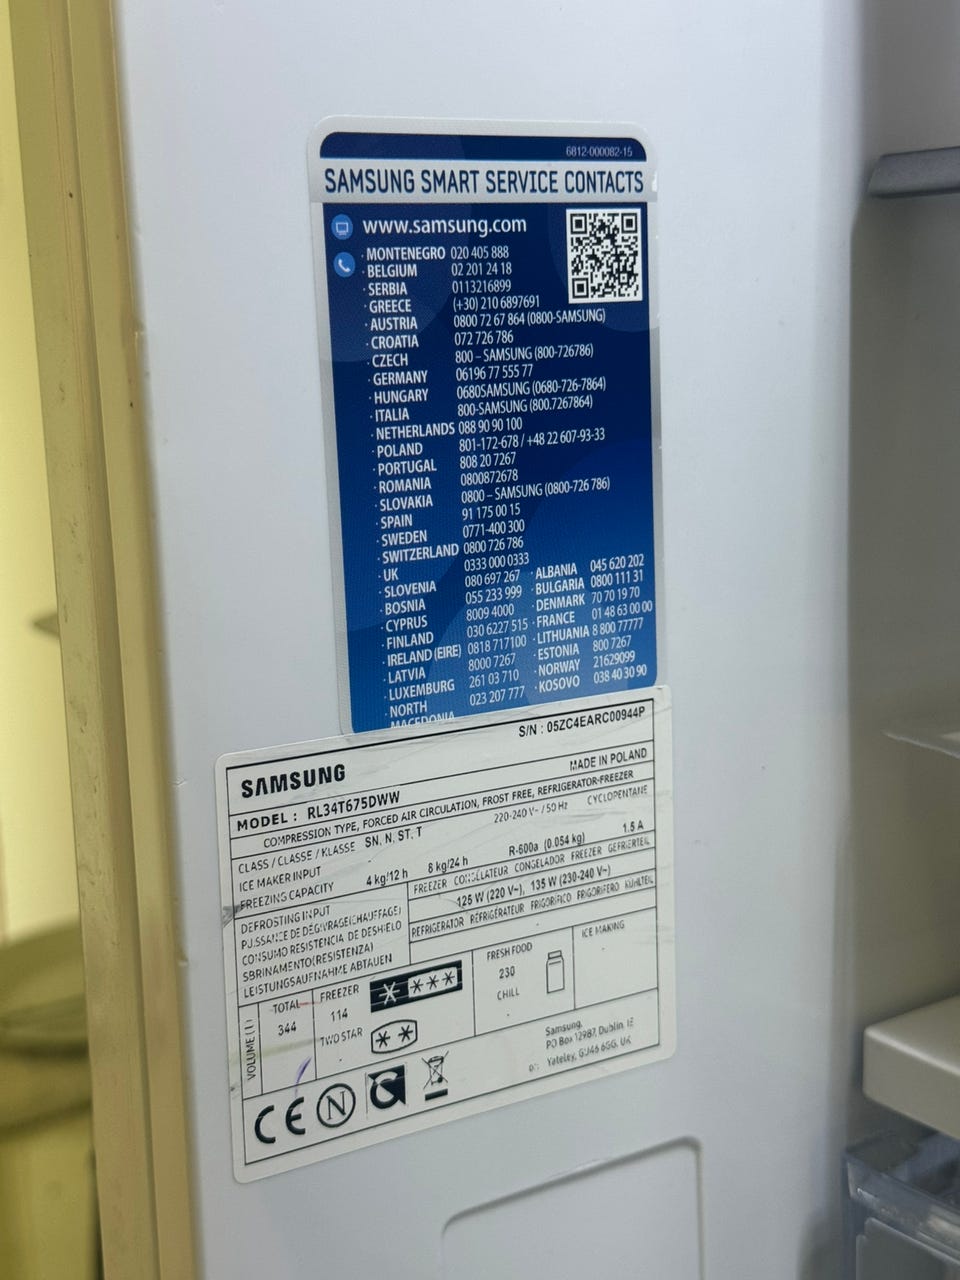 6812-000082-15
SAMSUNG SMART SERVICE CONTACTS
www.samsung.com
· MONTENEGRO 020 405 888
· BELGIUM 02 201 24 18
· SERBIA 0113216899
· GREECE (+30) 210 6897691
· AUSTRIA 0800 72 67 864 (0800-SAMSUNG)
· CROATIA 072 726 786
· CZECH 800 – SAMSUNG (800-726786)
· GERMANY 06196 77 555 77
· HUNGARY 0680SAMSUNG (0680-726-7864)
· ITALIA 800-SAMSUNG (800.7267864)
· NETHERLANDS 088 90 90 100
· POLAND 801-172-678 / +48 22 607-93-33
· PORTUGAL 808 20 7267
· ROMANIA 0800872678
· SLOVAKIA 0800 – SAMSUNG (0800-726 786)
· SPAIN 91 175 00 15
· SWEDEN 0771-400 300
· SWITZERLAND 0800 726 786
· UK 0333 000 0333
· SLOVENIA 080 697 267
· BOSNIA 055 233 999
· CYPRUS 8009 4000
· FINLAND 030 6227 515
· IRELAND (EIRE) 0818 717100
· LATVIA 8000 7267
· LUXEMBURG 261 03 710
· NORTH MACEDONIA 023 207 777
· ALBANIA 045 620 202
· BULGARIA 0800 111 31
· DENMARK 70 70 19 70
· FRANCE 01 48 63 00 00
· LITHUANIA 8 800 77777
· ESTONIA 800 7267
· NORWAY 21629099
· KOSOVO 038 40 30 90
S/N : 05ZC4EARC00944P
SAMSUNG
MADE IN POLAND
MODEL : RL34T675DWW
COMPRESSION TYPE, FORCED AIR CIRCULATION, FROST FREE, REFRIGERATOR-FREEZER
CLASS / CLASSE / KLASSE SN, N, ST, T 220-240 V~ / 50 Hz CYCLOPENTANE
ICE MAKER INPUT
FREEZING CAPACITY 4 kg/12 h 8 kg/24 h R-600a (0.054 kg) 1.5 A
DEFROSTING INPUT
PUISSANCE DE DÉGIVRAGE(CHAUFFAGE)
CONSUMO RESISTENCIA DE DESHIELO
SBRINAMENTO(RESISTENZA)
LEISTUNGSAUFNAHME ABTAUEN
FREEZER CONGÉLATEUR CONGELADOR FREEZER GEFRIERTEIL
125 W (220 V~), 135 W (230-240 V~)
REFRIGERATOR RÉFRIGÉRATEUR FRIGORÍFICO FRIGORIFERO KÜHLTEIL
VOLUME (L)
TOTAL
344
FREEZER
114
TWO STAR
FRESH FOOD
230
CHILL
ICE MAKING
CE
N
Samsung,
PO Box 12987, Dublin. IE
or Yateley, GU46 6GG, UK